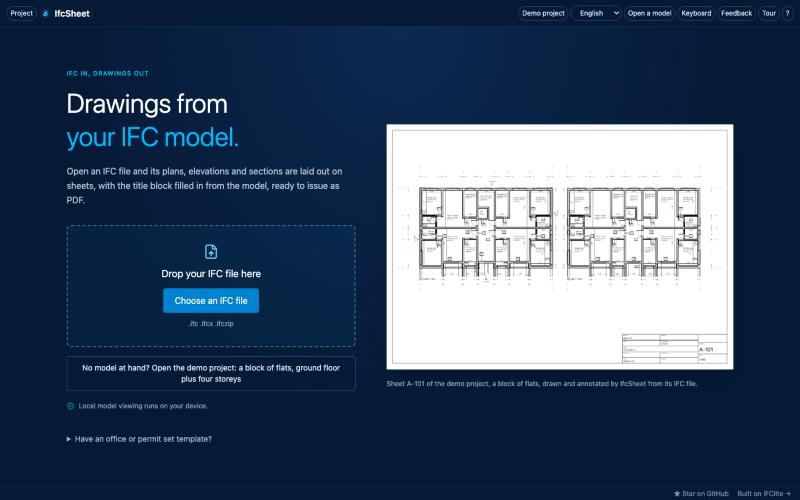 Project
IfcSheet
Demo project
English
Open a model
Keyboard
Feedback
Tour
?
IFC IN, DRAWINGS OUT
Drawings from
your IFC model.
Open an IFC file and its plans, elevations and sections are laid out on
sheets, with the title block filled in from the model, ready to issue as
PDF.
Drop your IFC file here
Choose an IFC file
.ifc .ifcx .ifczip
No model at hand? Open the demo project: a block of flats, ground floor
plus four storeys
Local model viewing runs on your device.
Have an office or permit set template?
A-101
Sheet A-101 of the demo project, a block of flats, drawn and annotated by IfcSheet from its IFC file.
Star on GitHub
Built on IFClite →